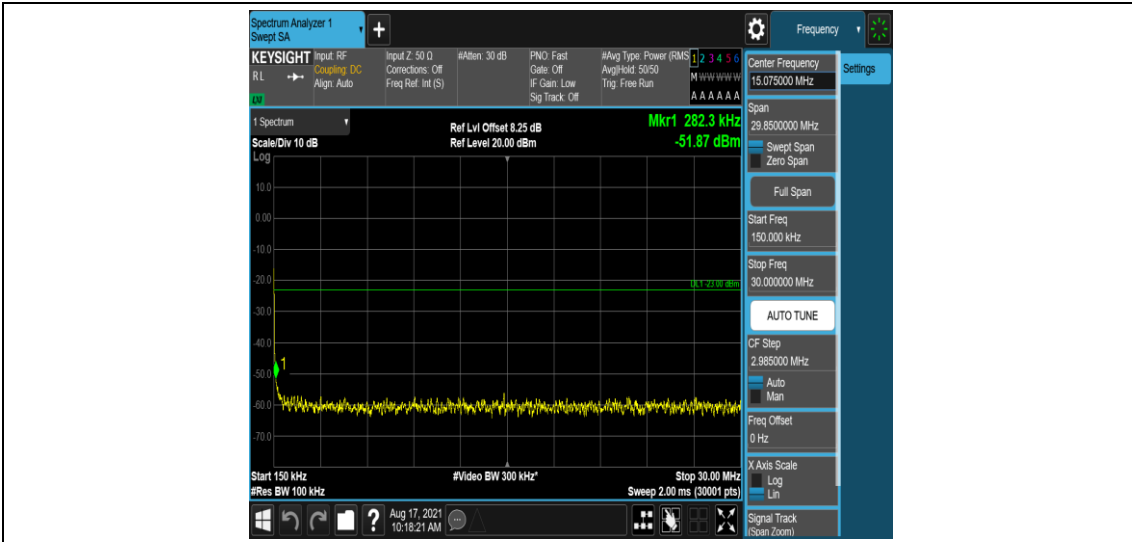 Spectrum Analyzer 1
Swept SA
+
Frequency
KEYSIGHT
RL
LXI
Input: RF
Coupling: DC
Align: Auto
Input Z: 50 Ω
Corrections: Off
Freq Ref: Int (S)
#Atten: 30 dB
PNO: Fast
Gate: Off
IF Gain: Low
Sig Track: Off
#Avg Type: Power (RMS
Avg|Hold: 50/50
Trig: Free Run
1 2 3 4 5 6
M W W W W W
A A A A A A
Center Frequency
15.075000 MHz
Settings
Span
29.8500000 MHz
Swept Span
Zero Span
Full Span
Start Freq
150.000 kHz
Stop Freq
30.000000 MHz
AUTO TUNE
CF Step
2.985000 MHz
Auto
Man
Freq Offset
0 Hz
X Axis Scale
Log
Lin
Signal Track
(Span Zoom)
1 Spectrum
Scale/Div 10 dB
Log
Ref Lvl Offset 8.25 dB
Ref Level 20.00 dBm
Mkr1 282.3 kHz
-51.87 dBm
10.0
0.00
-10.0
-20.0
DL1 -23.00 dBm
-30.0
-40.0
1
-50.0
-60.0
-70.0
Start 150 kHz
#Video BW 300 kHz*
Stop 30.00 MHz
#Res BW 100 kHz
Sweep 2.00 ms (30001 pts)
?
Aug 17, 2021
10:18:21 AM